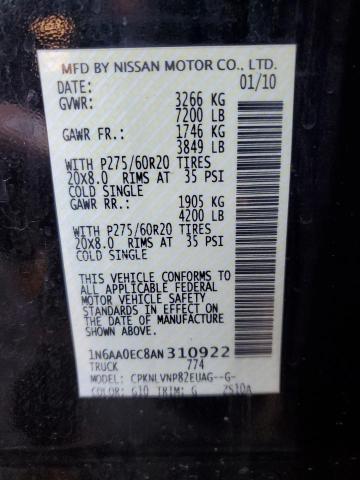 MFD BY NISSAN MOTOR CO., LTD.
DATE: 01/10
GVWR: 3266 KG
7200 LB
GAWR FR.: 1746 KG
3849 LB
WITH P275/60R20 TIRES
20X8.0 RIMS AT 35 PSI
COLD SINGLE
GAWR RR.: 1905 KG
4200 LB
WITH P275/60R20 TIRES
20X8.0 RIMS AT 35 PSI
COLD SINGLE
THIS VEHICLE CONFORMS TO
ALL APPLICABLE U.S. FEDERAL
MOTOR VEHICLE SAFETY
STANDARDS IN EFFECT ON THE
DATE OF MANUFACTURE
SHOWN ABOVE.
1N6AA0EC8AN310922
TRUCK 774
MODEL: CPKNLVNP82EUAG--G-
COLOR: G10 TRIM: G